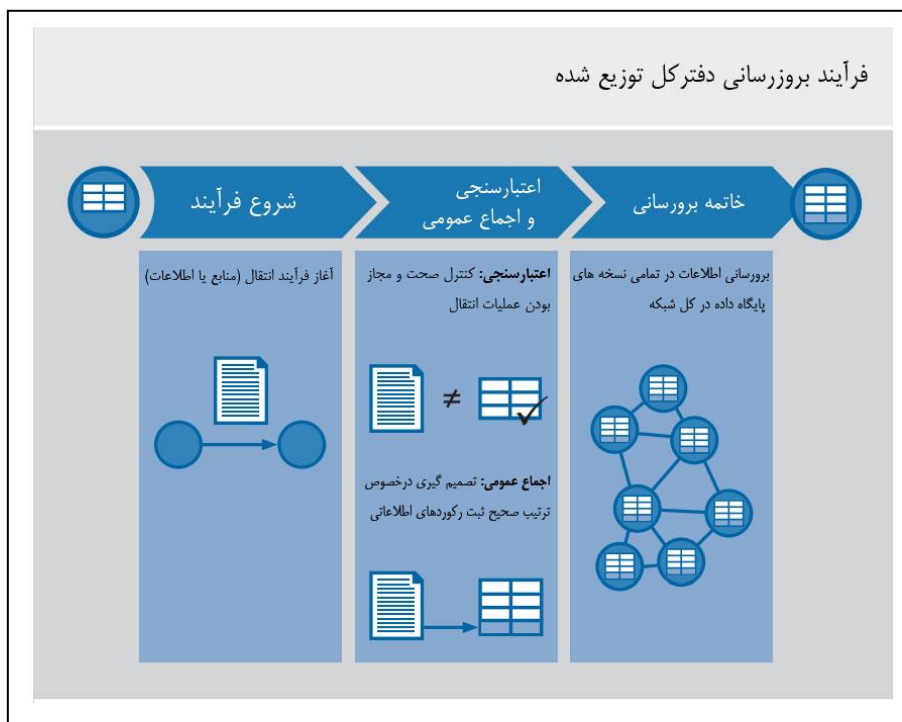 فرآیند بروزرسانی دفترکل توزیع شده
شروع فرآیند
آغاز فرآیند انتقال (منابع یا اطلاعات)
اعتبارسنجی
و اجماع عمومی
اعتبارسنجی: کنترل صحت و مجاز
بودن عملیات انتقال
≠
اجماع عمومی: تصمیم گیری درخصوص
ترتیب صحیح ثبت رکوردهای اطلاعاتی
خاتمه برورسانی
برورسانی اطلاعات در تمامی نسخه های
پایگاه داده در کل شبکه